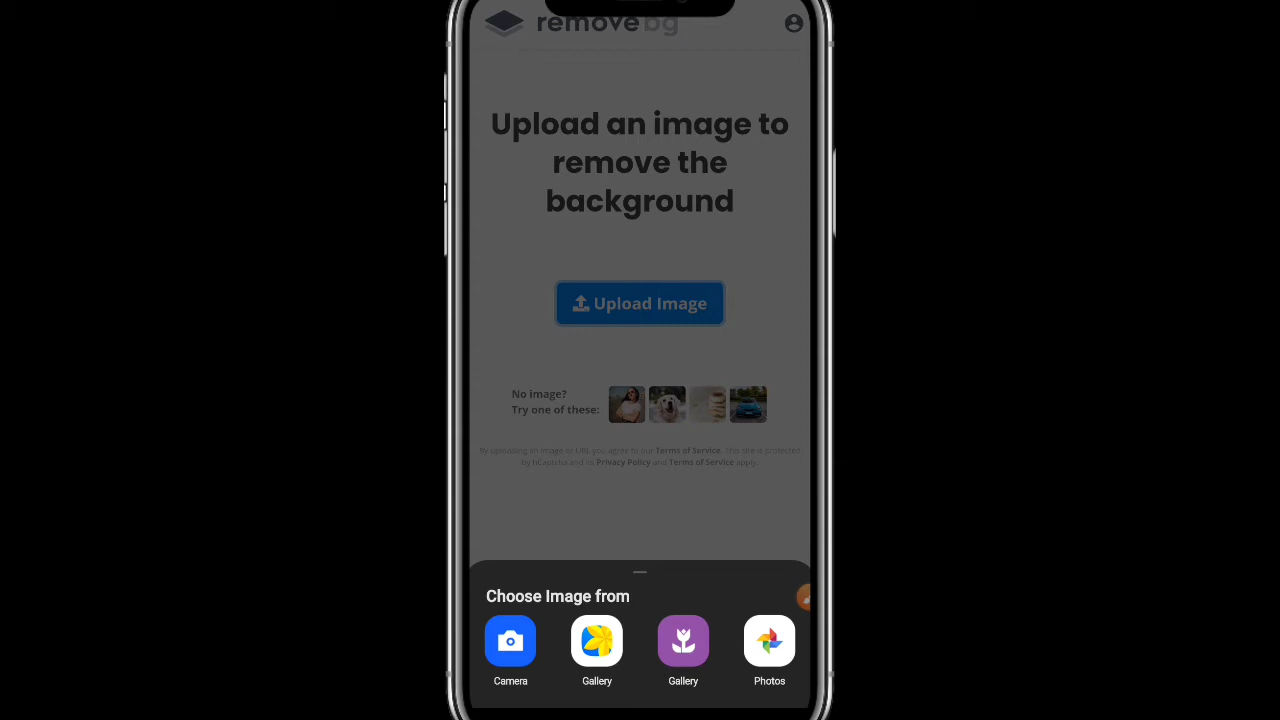 removebg
Upload an image to
remove the
background
Upload Image
No image?
Try one of these:
By uploading an image or URL you agree to our Terms of Service. This site is protected
by hCaptcha and its Privacy Policy and Terms of Service apply.
Choose Image from
Camera
Gallery
Gallery
Photos